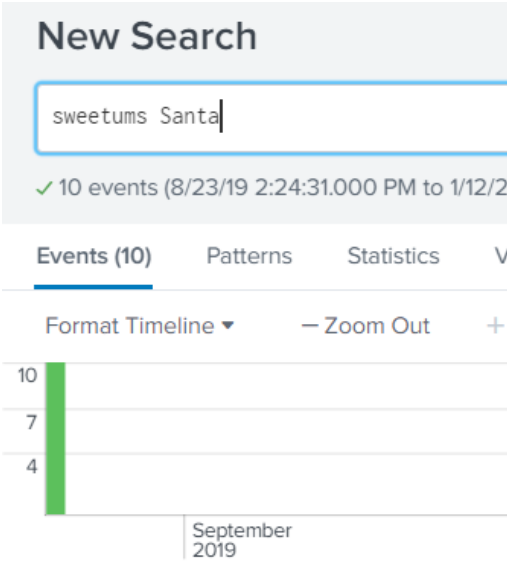 New Search
sweetums Santa
✓ 10 events (8/23/19 2:24:31.000 PM to 1/12/2
Events (10) Patterns Statistics V
Format Timeline ▾ — Zoom Out +
10
7
4
September
2019